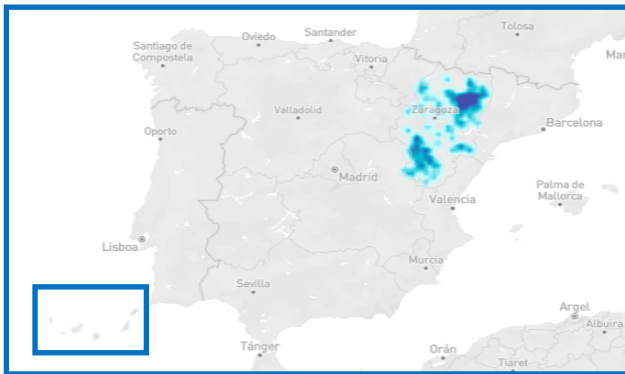 Tolosa
Oviedo
Santander
Santiago de
Compostela
Vitoria
Mar
Valladolid
Zaragoza
Oporto
Barcelona
Madrid
Palma de
Mallorca
Valencia
Lisboa
Murcia
Sevilla
Argel
Albuira
Tánger
Orán
Tiaret